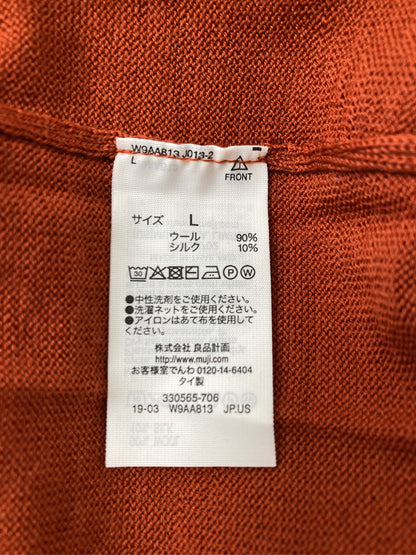 W9AA813 J013-2
L
FRONT
サイズ L
ウール 90%
シルク 10%
30
P W
●中性洗剤をご使用ください。
●洗濯ネットをご使用ください。
●アイロンはあて布を使用して
ください。
株式会社 良品計画
http://www.muji.com
お客様室でんわ 0120-14-6404
タイ製
330565-706
19-03 W9AA813 JP.US